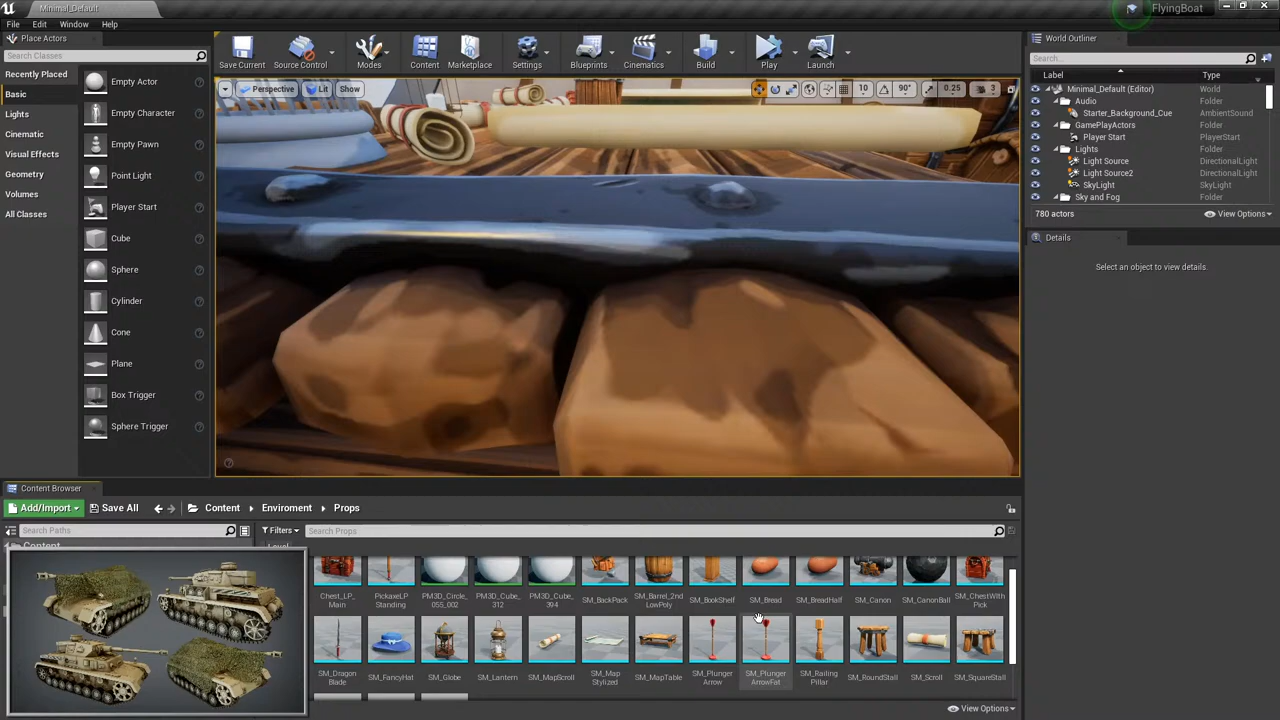 Minimal_Default
FlyingBoat
File Edit Window Help
Place Actors
Search Classes
Recently Placed
Basic
Lights
Cinematic
Visual Effects
Geometry
Volumes
All Classes
Empty Actor
Empty Character
Empty Pawn
Point Light
Player Start
Cube
Sphere
Cylinder
Cone
Plane
Box Trigger
Sphere Trigger
Save Current Source Control Modes Content Marketplace Settings Blueprints Cinematics Build Play Launch
Perspective Lit Show 10 90° 0.25 3
World Outliner
Search...
Label Type
Minimal_Default (Editor) World
Audio Folder
Starter_Background_Cue AmbientSound
GamePlayActors Folder
Player Start PlayerStart
Lights Folder
Light Source DirectionalLight
Light Source2 DirectionalLight
SkyLight SkyLight
Sky and Fog Folder
780 actors View Options
Details
Select an object to view details.
Content Browser
Add/Import Save All Content Enviroment Props
Search Paths Filters Search Props
Chest_LP_Main
PickaxeLP Standing
PM3D_Circle_055_002
PM3D_Cube_312
PM3D_Cube_394
SM_BackPack
SM_Barrel_2nd LowPoly
SM_BookShelf
SM_Bread
SM_BreadHalf
SM_Canon
SM_CanonBall
SM_ChestWIth Pick
SM_Dragon Blade
SM_FancyHat
SM_Globe
SM_Lantern
SM_MapScroll
SM_Map Stylized
SM_MapTable
SM_Plunger Arrow
SM_Plunger ArrowFat
SM_Railing Pillar
SM_RoundStall
SM_Scroll
SM_SquareStall
View Options